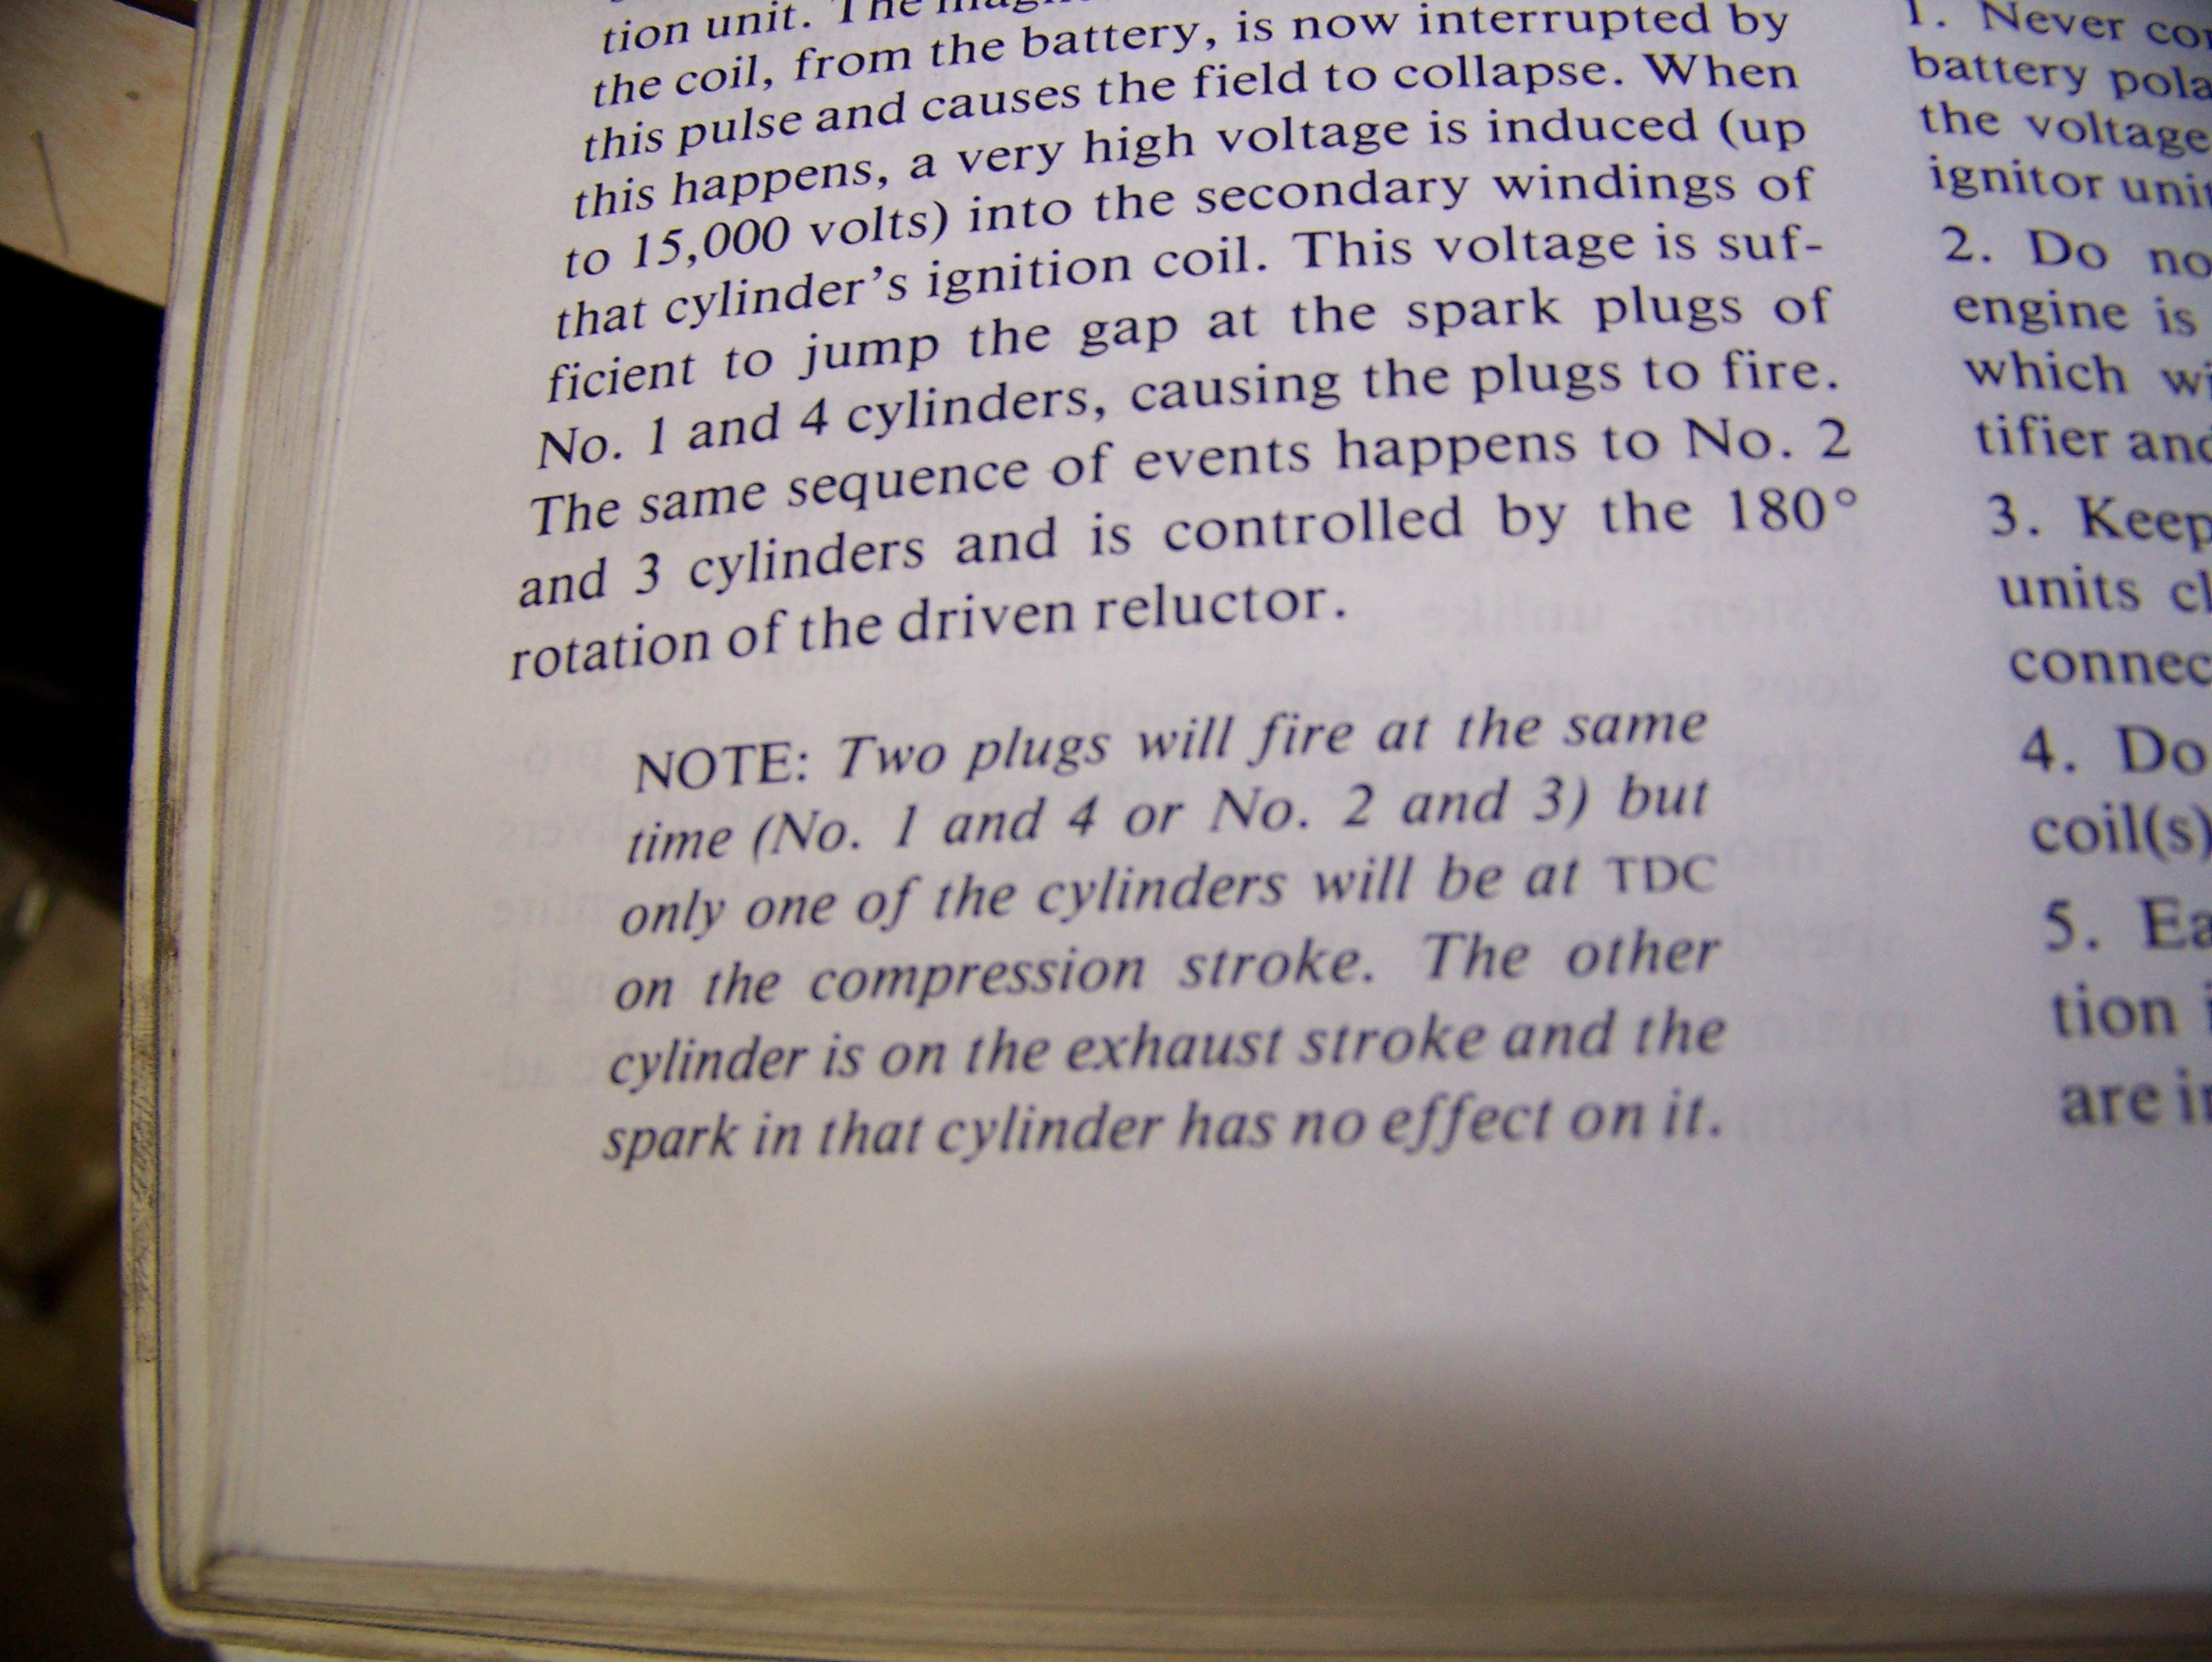 tion unit. The
the coil, from the battery, is now interrupted by
this pulse and causes the field to collapse. When
this happens, a very high voltage is induced (up
to 15,000 volts) into the secondary windings of
that cylinder's ignition coil. This voltage is suf-
ficient to jump the gap at the spark plugs of
No. 1 and 4 cylinders, causing the plugs to fire.
The same sequence of events happens to No. 2
and 3 cylinders and is controlled by the 180°
rotation of the driven reluctor.
NOTE: Two plugs will fire at the same
time (No. 1 and 4 or No. 2 and 3) but
only one of the cylinders will be at TDC
on the compression stroke. The other
cylinder is on the exhaust stroke and the
spark in that cylinder has no effect on it.
1. Never
battery
the voltage
ignitor
2. Do
engine is
which
tifier
3. Keep
units
4. Do
coil(s)
5.
tion
are